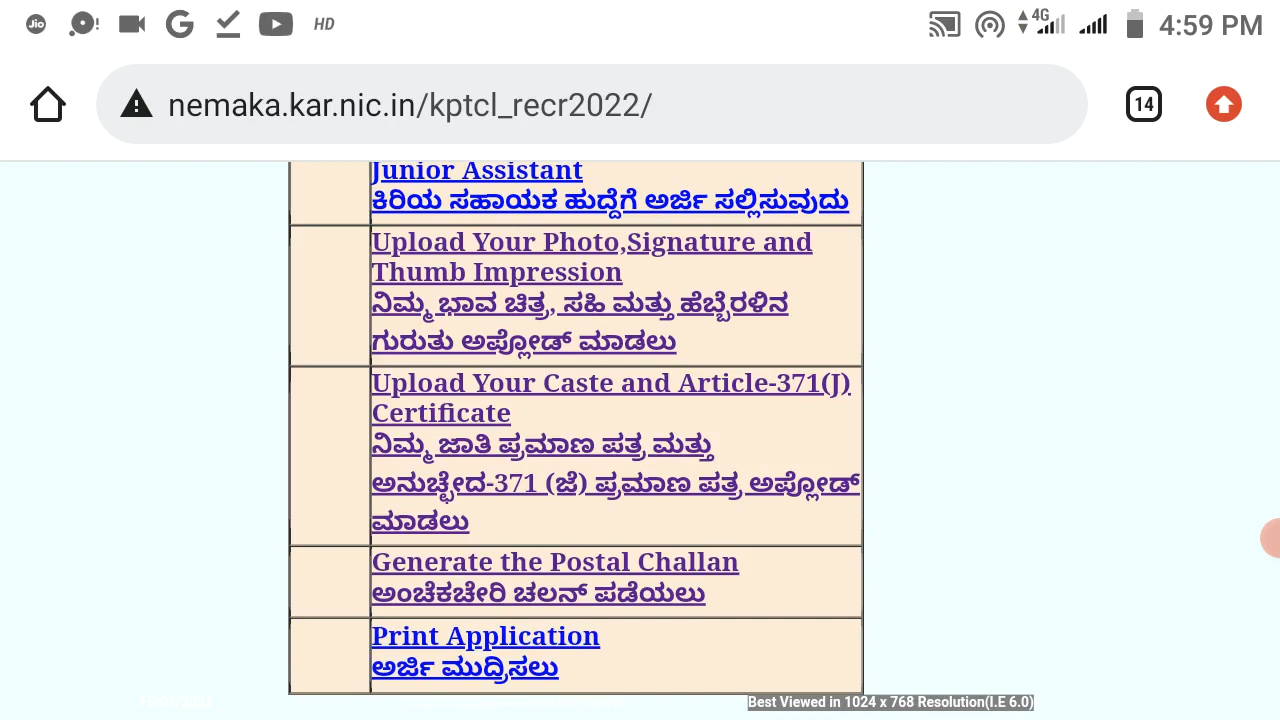 Jio
HD
4G
4:59 PM
nemaka.kar.nic.in/kptcl_recr2022/
14
Junior Assistant
ಕಿರಿಯ ಸಹಾಯಕ ಹುದ್ದೆಗೆ ಅರ್ಜಿ ಸಲ್ಲಿಸುವುದು
Upload Your Photo,Signature and
Thumb Impression
ನಿಮ್ಮ ಭಾವ ಚಿತ್ರ, ಸಹಿ ಮತ್ತು ಹೆಬ್ಬೆರಳಿನ
ಗುರುತು ಅಪ್ಲೋಡ್ ಮಾಡಲು
Upload Your Caste and Article-371(J)
Certificate
ನಿಮ್ಮ ಜಾತಿ ಪ್ರಮಾಣ ಪತ್ರ ಮತ್ತು
ಅನುಚ್ಛೇದ-371 (ಜೆ) ಪ್ರಮಾಣ ಪತ್ರ ಅಪ್ಲೋಡ್
ಮಾಡಲು
Generate the Postal Challan
ಅಂಚೆಕಚೇರಿ ಚಲನ್ ಪಡೆಯಲು
Print Application
ಅರ್ಜಿ ಮುದ್ರಿಸಲು
Best Viewed in 1024 x 768 Resolution(I.E 6.0)